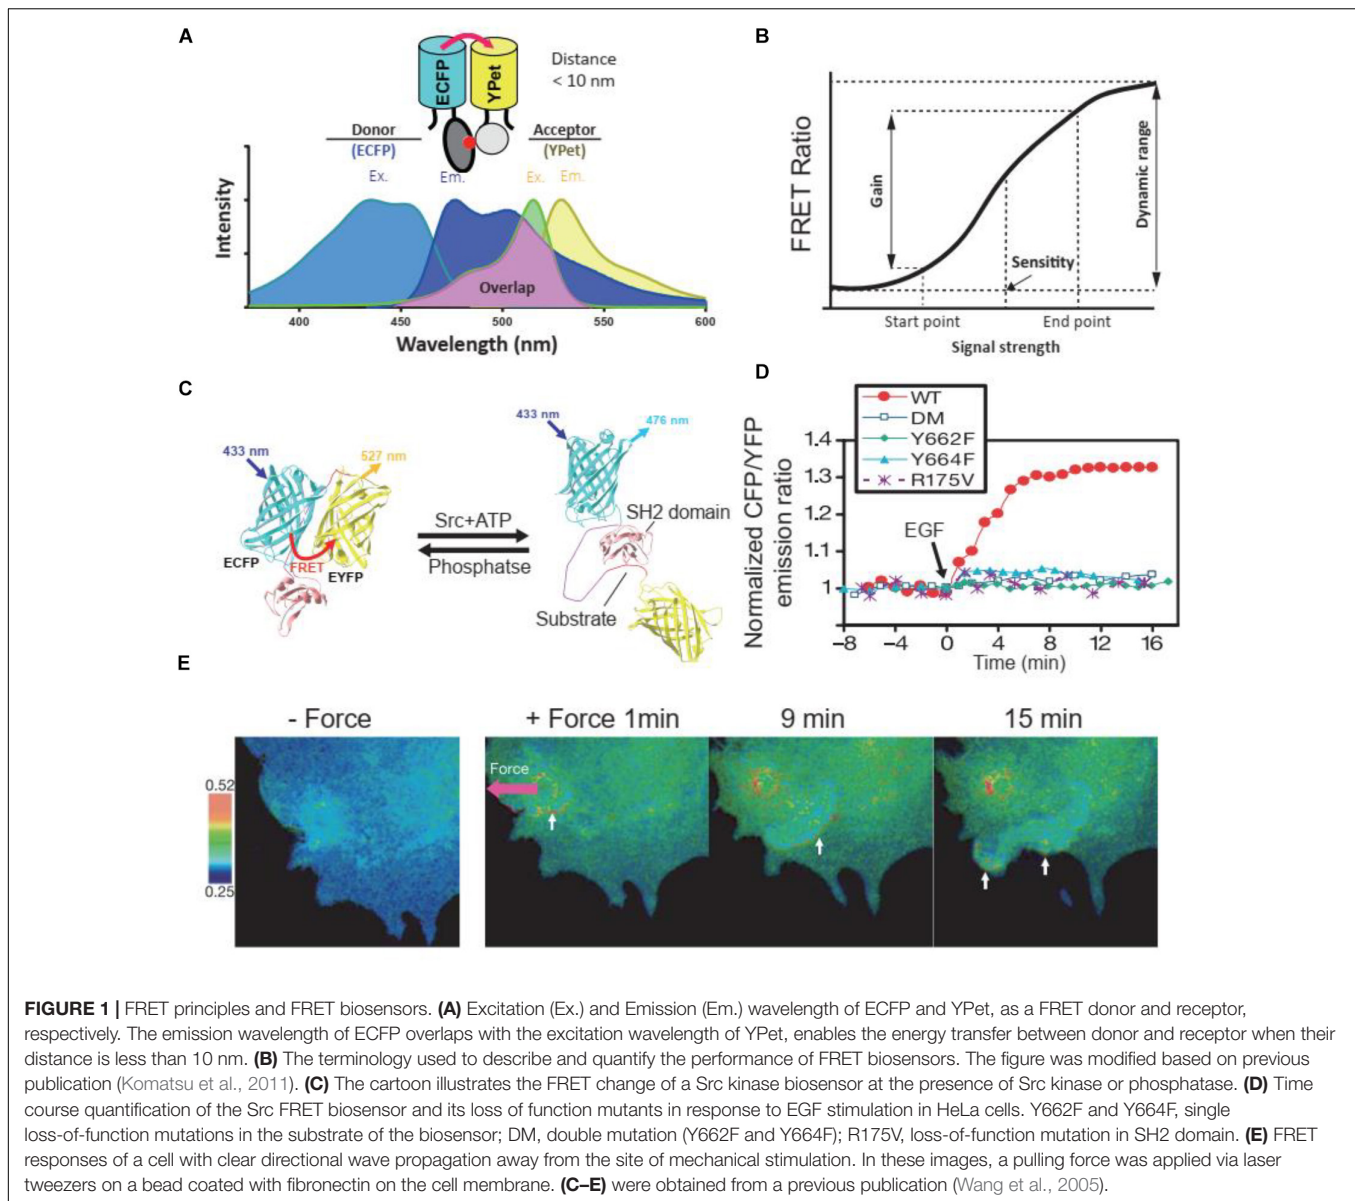 A
ECFP
YPet
Distance
< 10 nm
Donor
(ECFP)
Acceptor
(YPet)
Ex.
Em.
Ex.
Em.
Intensity
Overlap
400
450
500
550
600
Wavelength (nm)
B
FRET Ratio
Gain
Dynamic range
Sensitity
Start point
End point
Signal strength
C
433 nm
527 nm
ECFP
FRET
EYFP
Src+ATP
Phosphatse
433 nm
476 nm
SH2 domain
Substrate
D
WT
DM
Y662F
Y664F
R175V
Normalized CFP/YFP
emission ratio
1.4
1.3
1.2
1.1
1
EGF
-8
-4
0
4
8
12
16
Time (min)
E
- Force
+ Force 1min
9 min
15 min
0.52
0.25
Force
FIGURE 1 | FRET principles and FRET biosensors. (A) Excitation (Ex.) and Emission (Em.) wavelength of ECFP and YPet, as a FRET donor and receptor,
respectively. The emission wavelength of ECFP overlaps with the excitation wavelength of YPet, enables the energy transfer between donor and receptor when their
distance is less than 10 nm. (B) The terminology used to describe and quantify the performance of FRET biosensors. The figure was modified based on previous
publication (Komatsu et al., 2011). (C) The cartoon illustrates the FRET change of a Src kinase biosensor at the presence of Src kinase or phosphatase. (D) Time
course quantification of the Src FRET biosensor and its loss of function mutants in response to EGF stimulation in HeLa cells. Y662F and Y664F, single
loss-of-function mutations in the substrate of the biosensor; DM, double mutation (Y662F and Y664F); R175V, loss-of-function mutation in SH2 domain. (E) FRET
responses of a cell with clear directional wave propagation away from the site of mechanical stimulation. In these images, a pulling force was applied via laser
tweezers on a bead coated with fibronectin on the cell membrane. (C–E) were obtained from a previous publication (Wang et al., 2005).